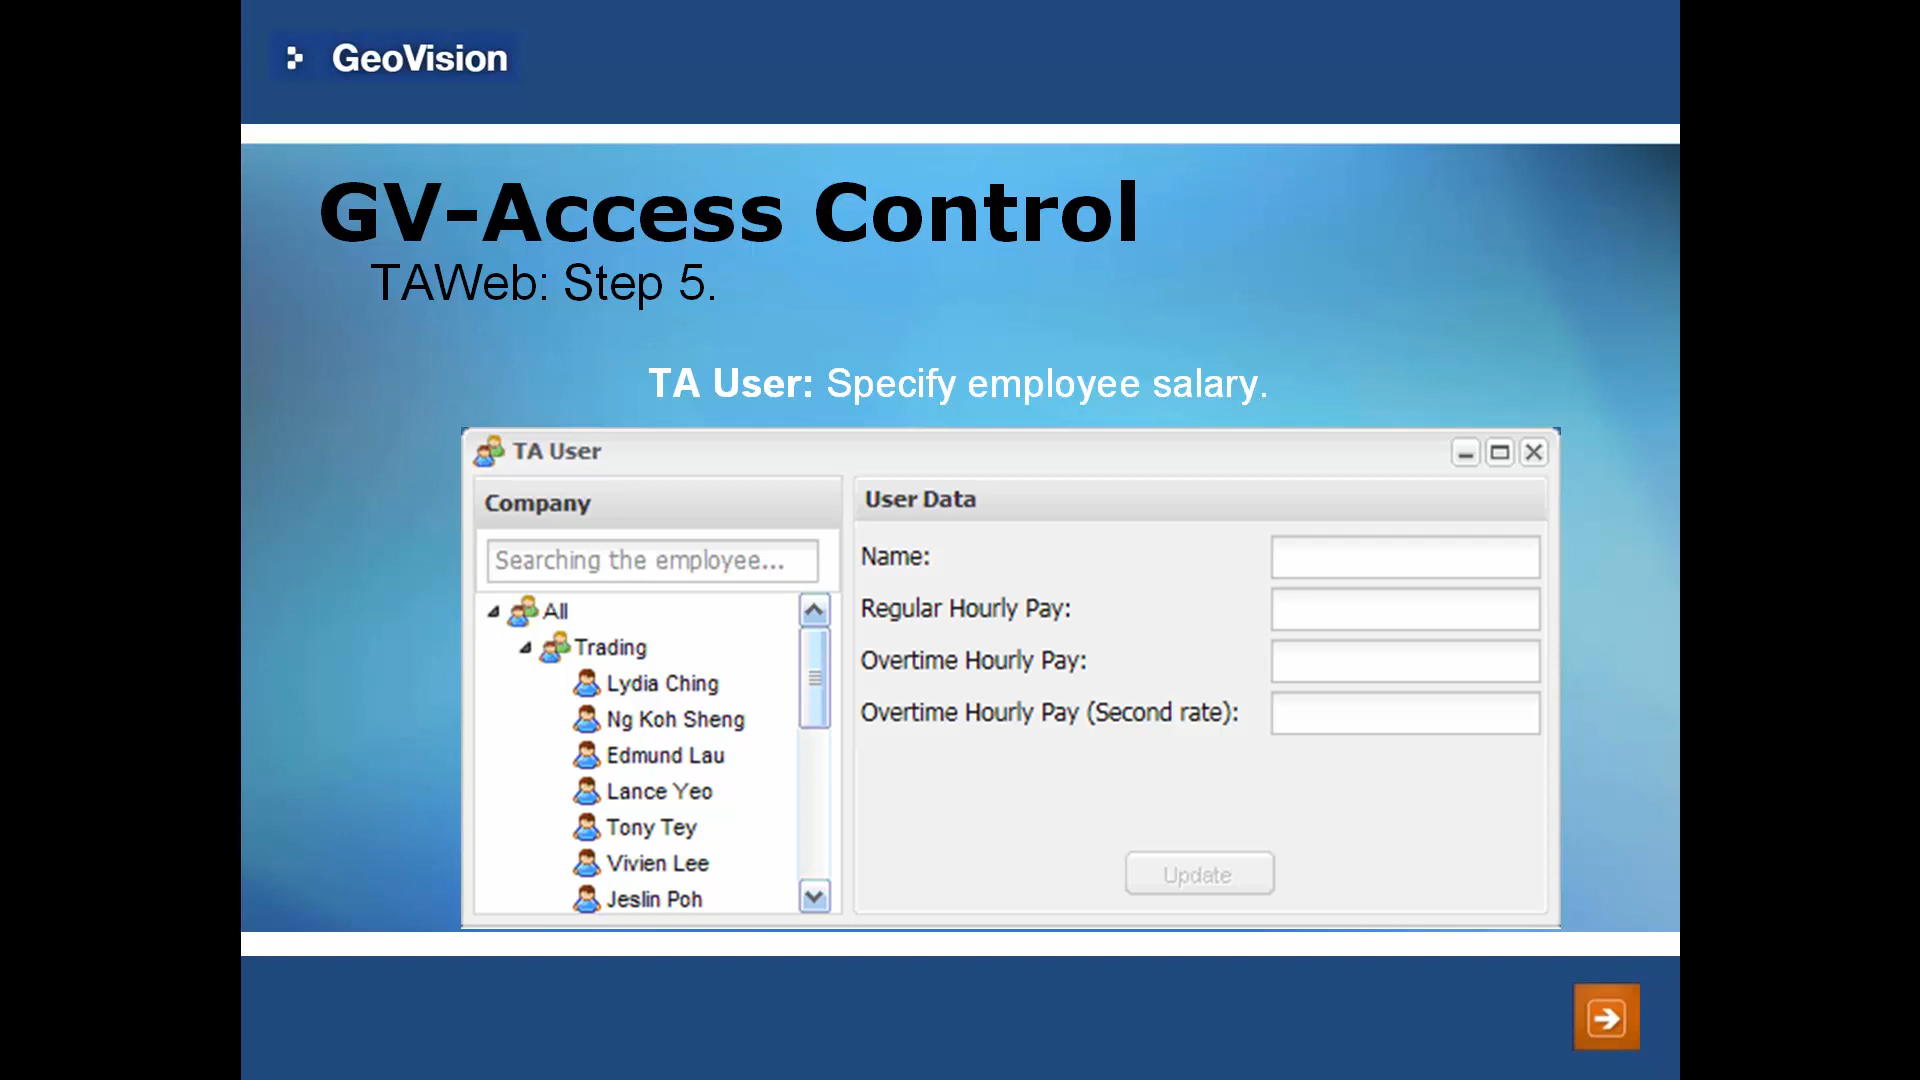 GeoVision
GV-Access Control
TAWeb: Step 5.
TA User: Specify employee salary.
TA User
Company
Searching the employee...
All
Trading
Lydia Ching
Ng Koh Sheng
Edmund Lau
Lance Yeo
Tony Tey
Vivien Lee
Jeslin Poh
User Data
Name:
Regular Hourly Pay:
Overtime Hourly Pay:
Overtime Hourly Pay (Second rate):
Update